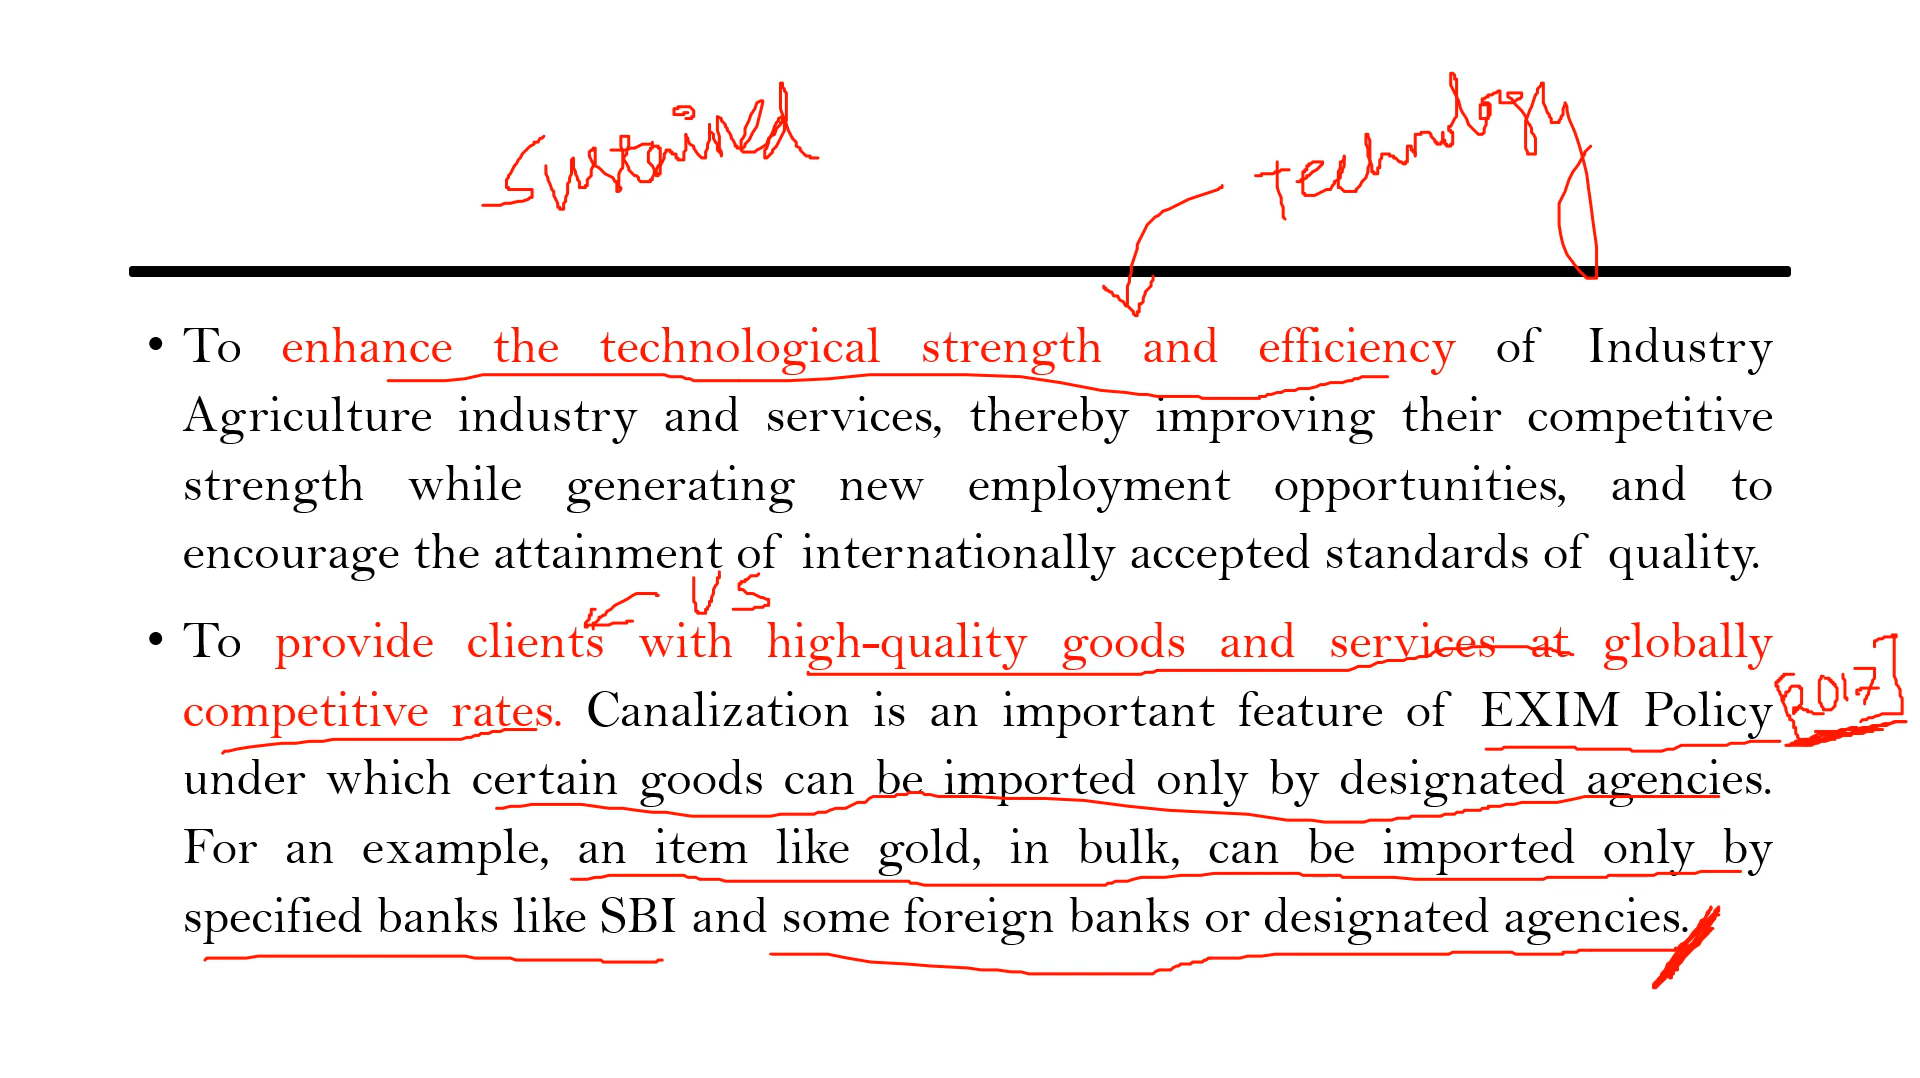 sustained
technology
• To enhance the technological strength and efficiency of Industry
Agriculture industry and services, thereby improving their competitive
strength while generating new employment opportunities, and to
encourage the attainment of internationally accepted standards of quality.
US
• To provide clients with high-quality goods and services at globally
competitive rates. Canalization is an important feature of EXIM Policy [2017]
under which certain goods can be imported only by designated agencies.
For an example, an item like gold, in bulk, can be imported only by
specified banks like SBI and some foreign banks or designated agencies.